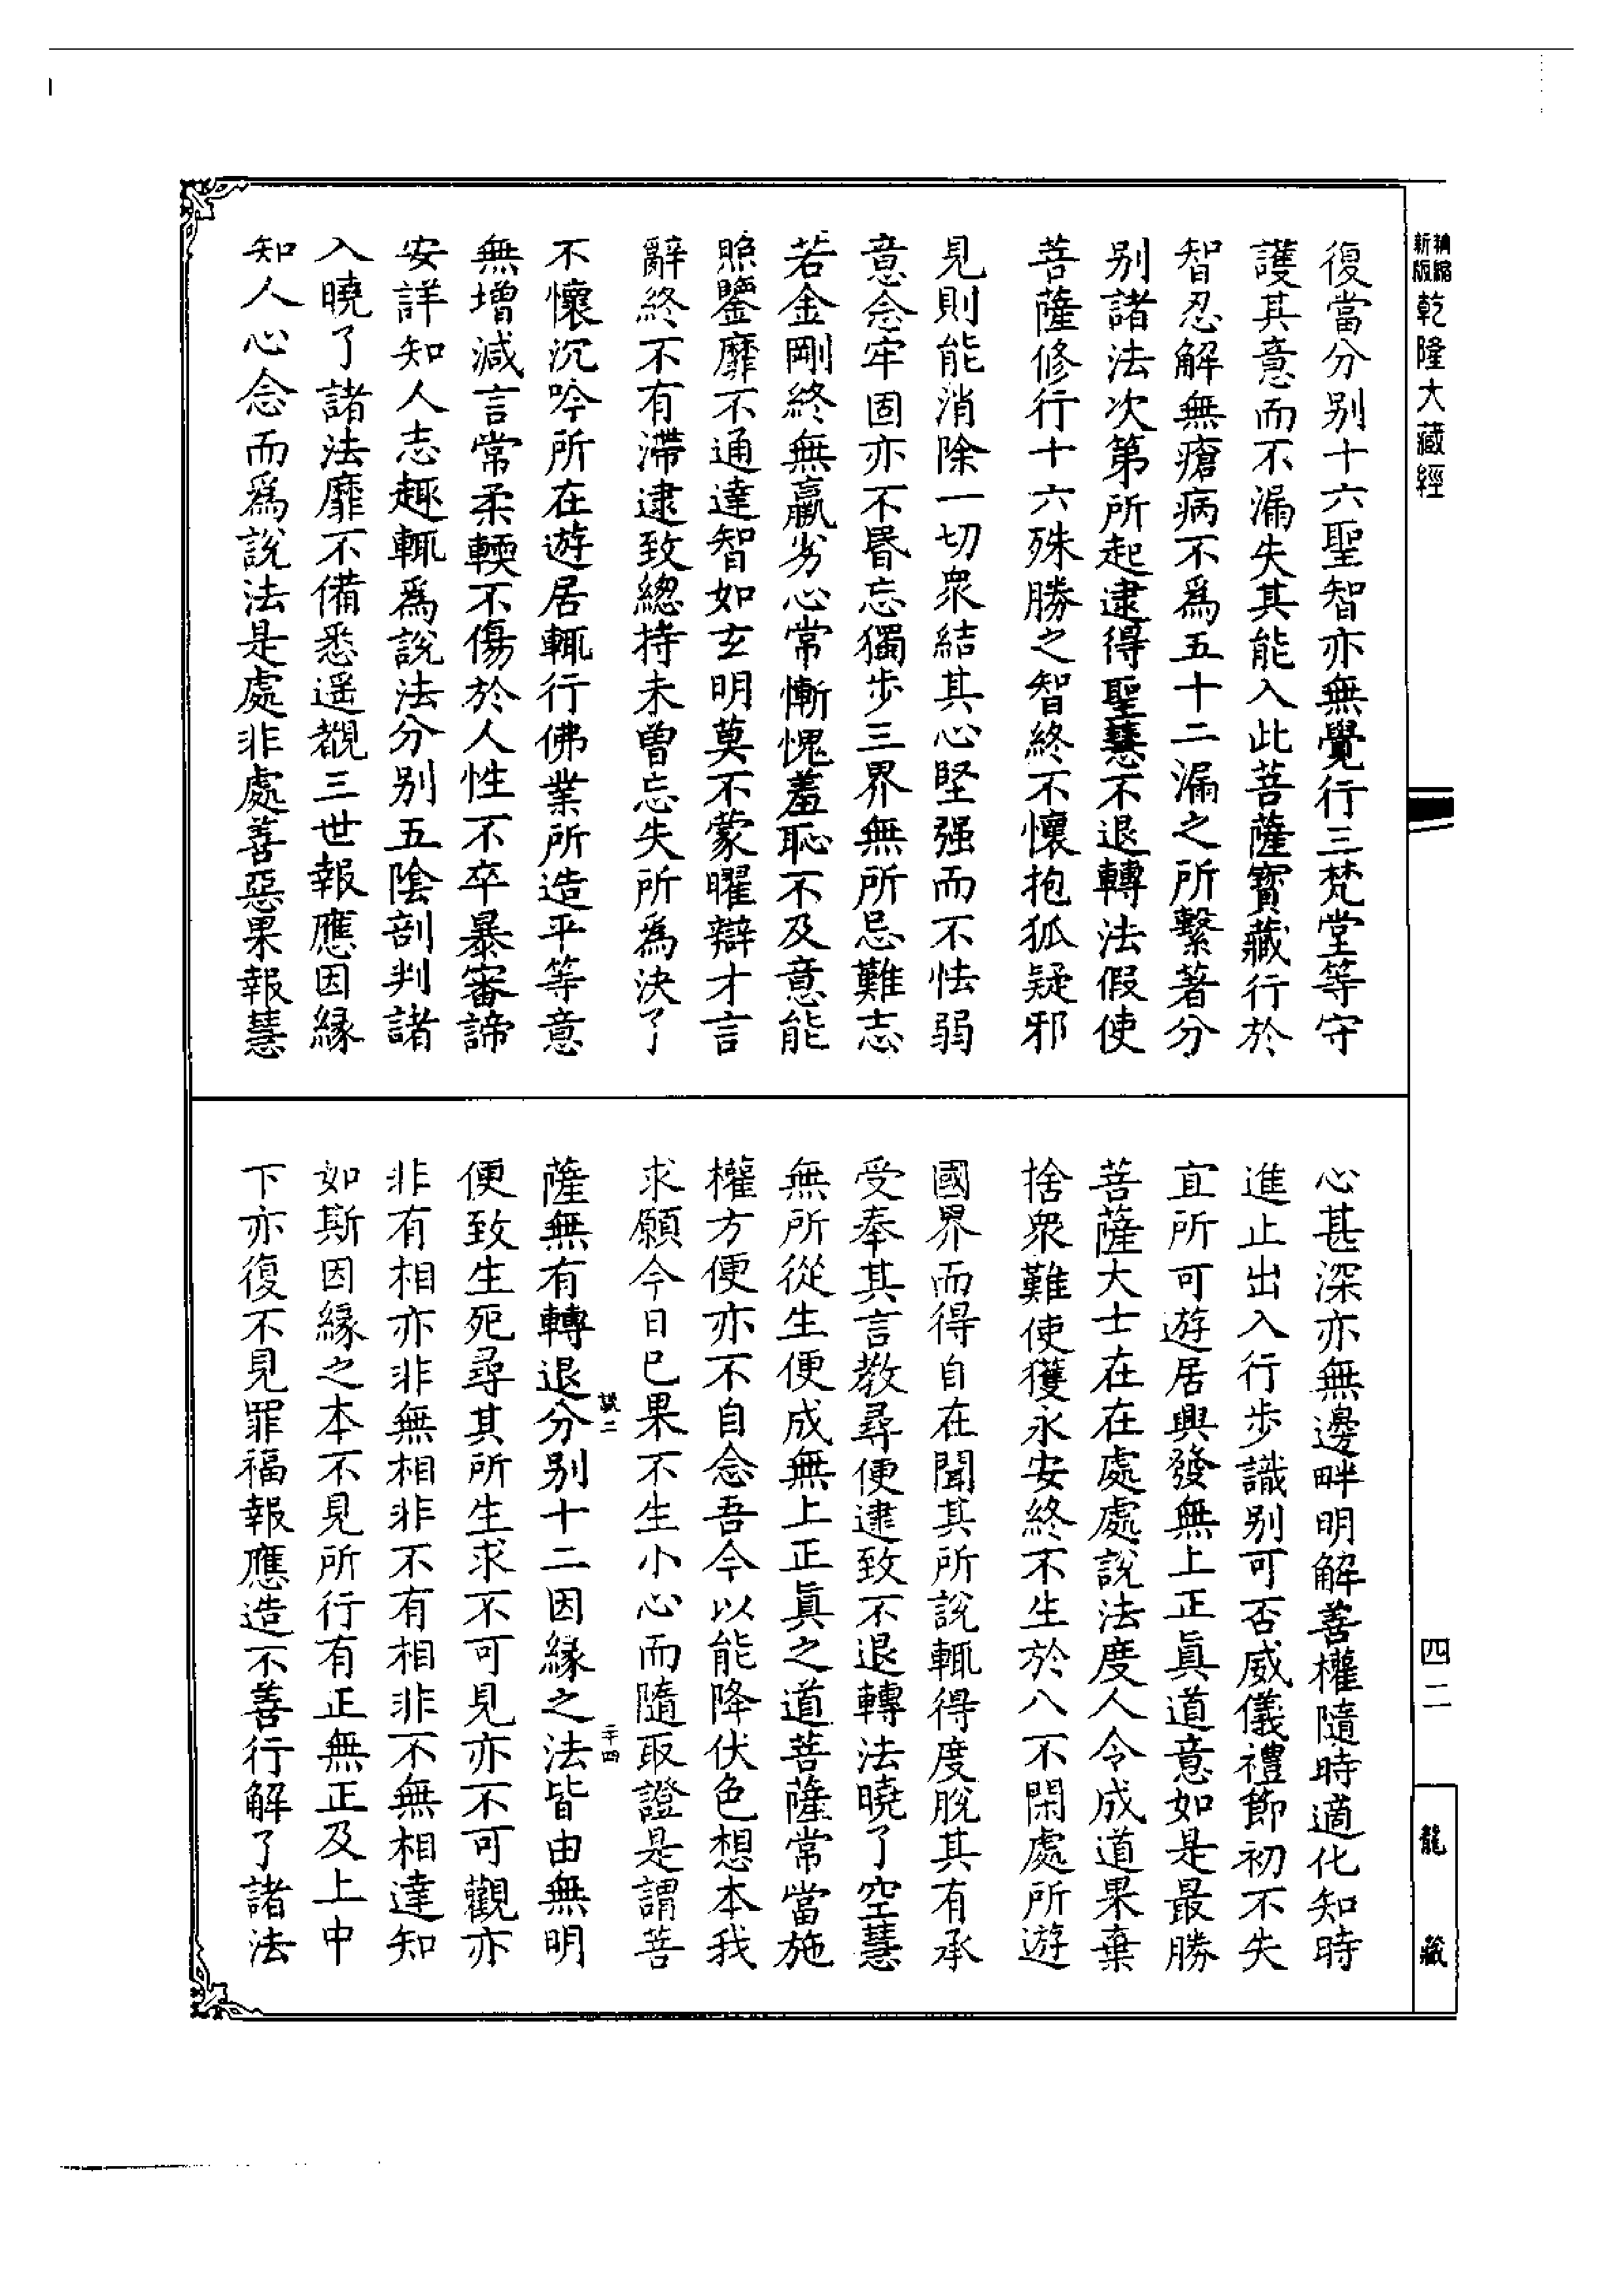 精縮新版乾隆大藏經
復當分別十六聖智亦無覺行三梵堂等守
護其意而不漏失其能入此菩薩寳藏行於
智忍解無瘡病不爲五十二漏之所繫著分
別諸法次第所起逮得聖慧不退轉法假使
菩薩修行十六殊勝之智終不懷抱狐疑邪
見則能消除一切衆結其心堅强而不怯弱
意念牢固亦不昬忘獨步三界無所忌難志
若金剛終無羸劣心常慚愧羞恥不及意能
照鑒靡不通達智如玄明莫不蒙曜辯才言
辭終不有滯逮致總持未曾忘失所為決了
不懷沉吟所在遊居輒行佛業所造平等意
無增減言常柔輭不傷於人性不卒暴審諦
安詳知人志趣輒爲說法分別五陰剖判諸
入曉了諸法靡不備悉遥覩三世報應因緣
知人心念而爲說法是處非處善惡果報慧
心甚深亦無邊畔明解善權隨時適化知時
進止出入行步識別可否威儀禮節初不失
宜所可遊居興發無上正眞道意如是最勝
菩薩大士在在處處說法度人令成道果棄
捨衆難使獲永安終不生於八不閑處所遊
國界而得自在聞其所說輒得度脫其有承
受奉其言教尋便逮致不退轉法曉了空慧
無所從生便成無上正眞之道菩薩常當施
權方便亦不自念吾今以能降伏色想本我
求願今日已果不生小心而隨取證是謂菩
薩無有轉退分別十二因緣之法皆由無明
便致生死尋其所生求不可見亦不可觀亦
非有相亦非無相非不有相非不無相達知
如斯因緣之本不見所行有正無正及上中
下亦復不見罪福報應造不善行解了諸法
二
二十四
四二
龍藏